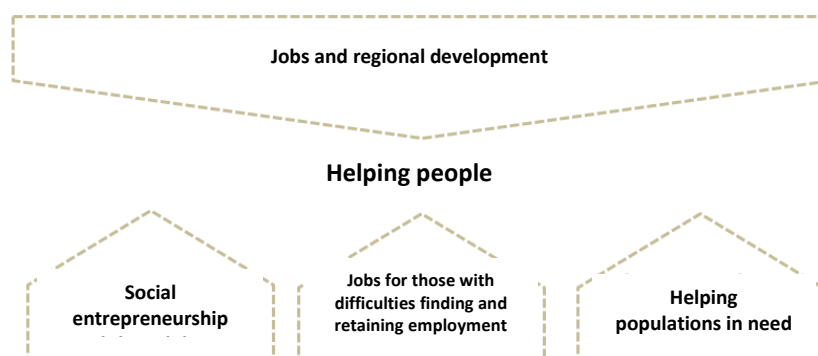 Jobs and regional development
Helping people
Social
entrepreneurship
Jobs for those with
difficulties finding and
retaining employment
Helping
populations in need